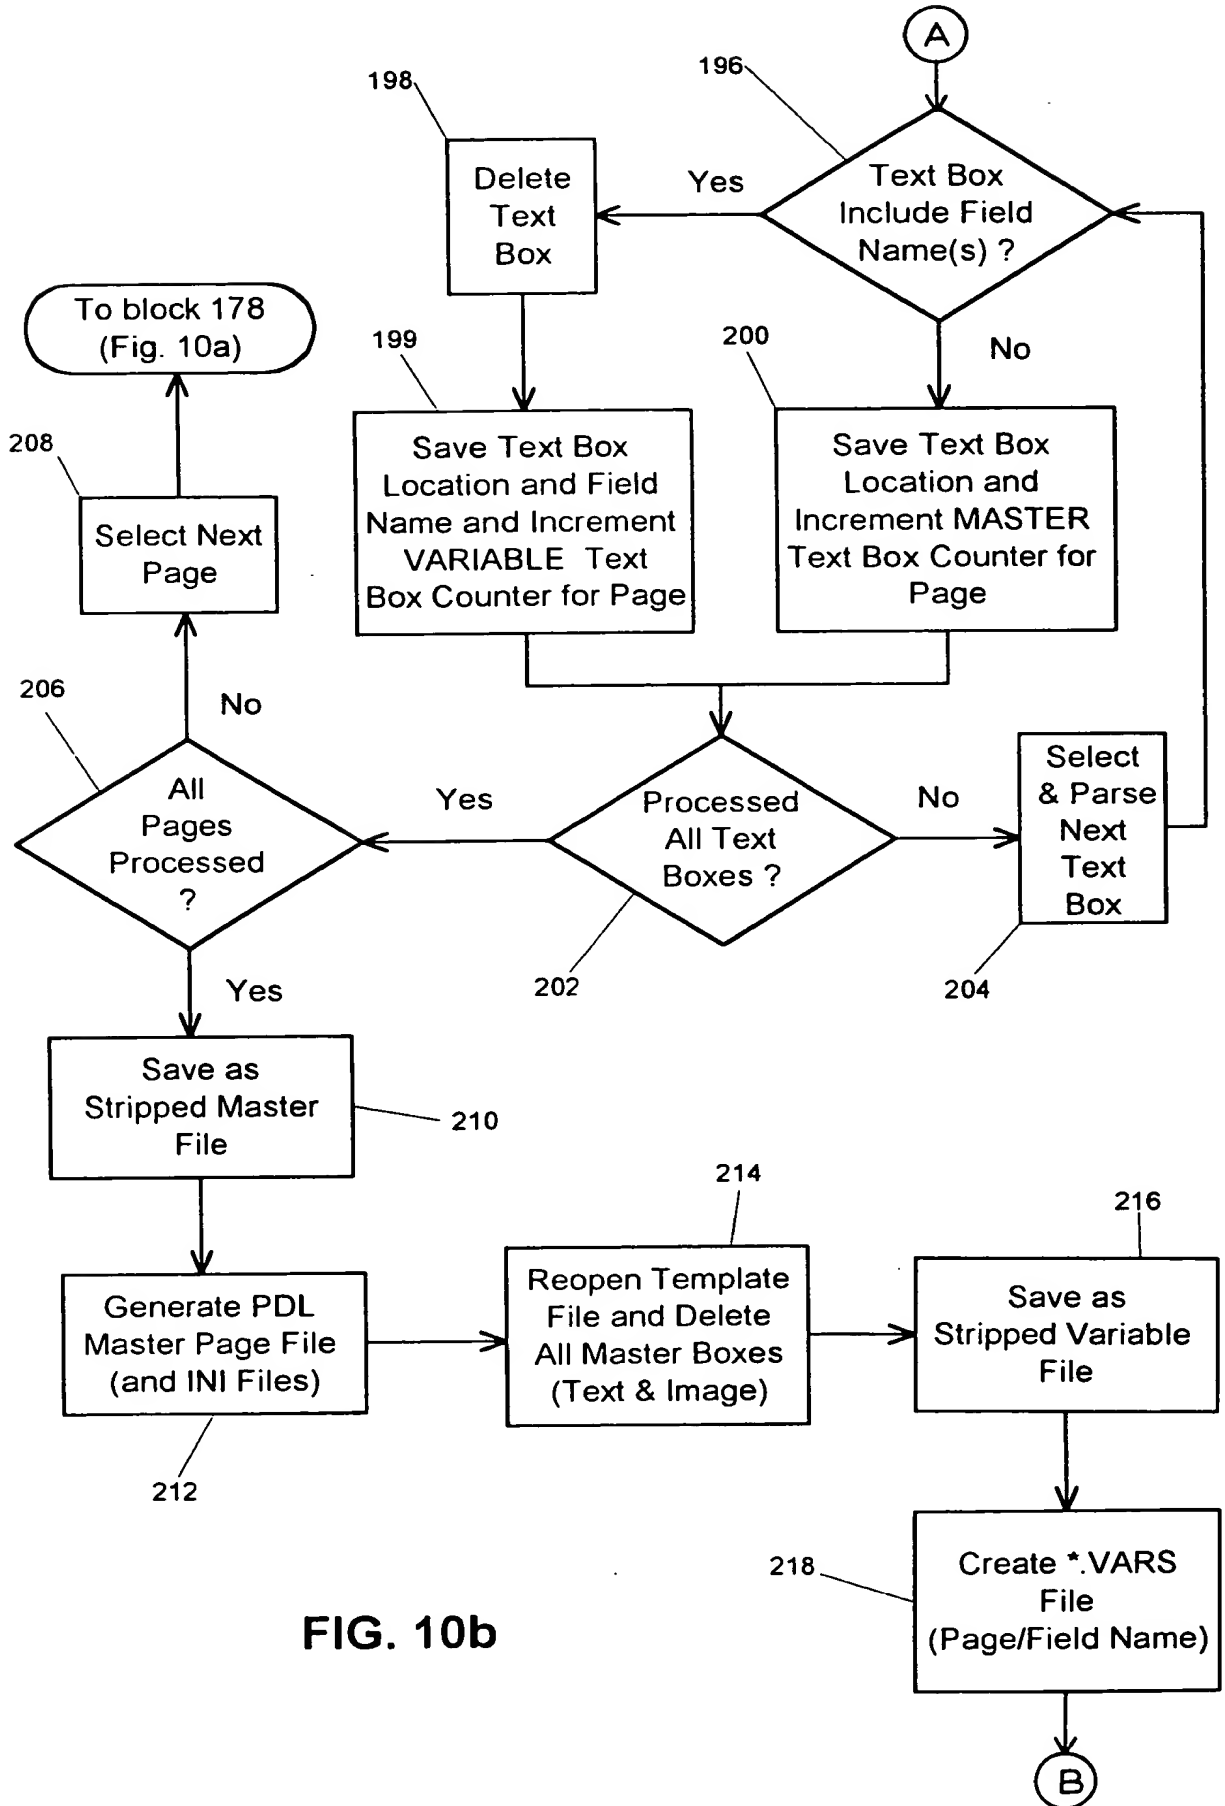 A
196
198
Text Box
Include Field
Name(s) ?
Yes
Delete
Text
Box
To block 178
(Fig. 10a)
199
200
No
208
Save Text Box
Location and Field
Name and Increment
VARIABLE Text
Box Counter for Page
Save Text Box
Location and
Increment MASTER
Text Box Counter for
Page
Select Next
Page
206
No
All
Pages
Processed
?
Yes
Processed
All Text
Boxes ?
No
Select
& Parse
Next
Text
Box
202
204
Yes
Save as
Stripped Master
File
210
214
216
Generate PDL
Master Page File
(and INI Files)
Reopen Template
File and Delete
All Master Boxes
(Text & Image)
Save as
Stripped Variable
File
212
218
Create *.VARS
File
(Page/Field Name)
FIG. 10b
B